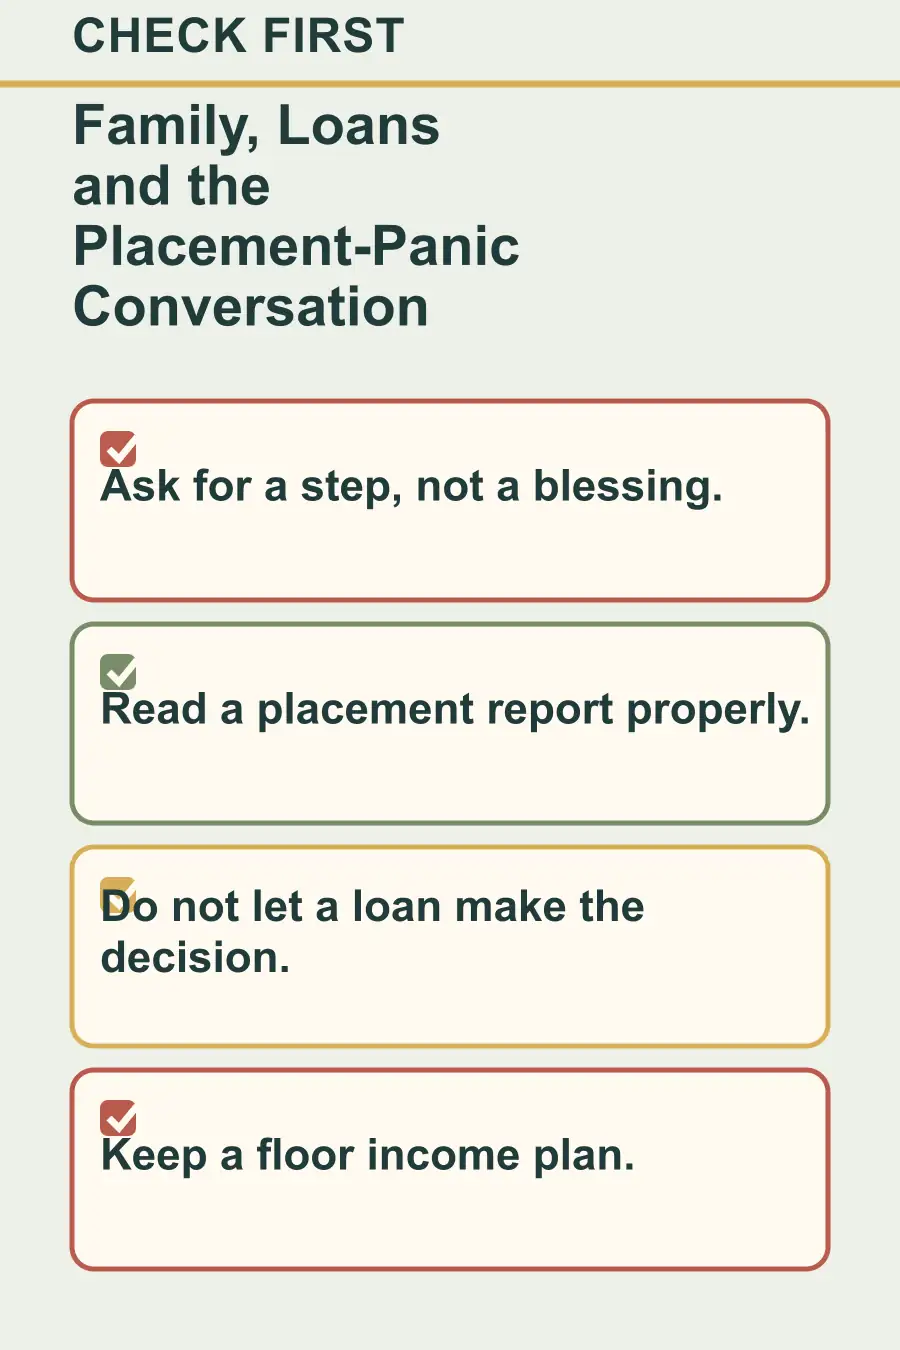 CHECK FIRST
Family, Loans
and the
Placement-Panic
Conversation
Ask for a step, not a blessing.
Read a placement report properly.
Do not let a loan make the
decision.
Keep a floor income plan.